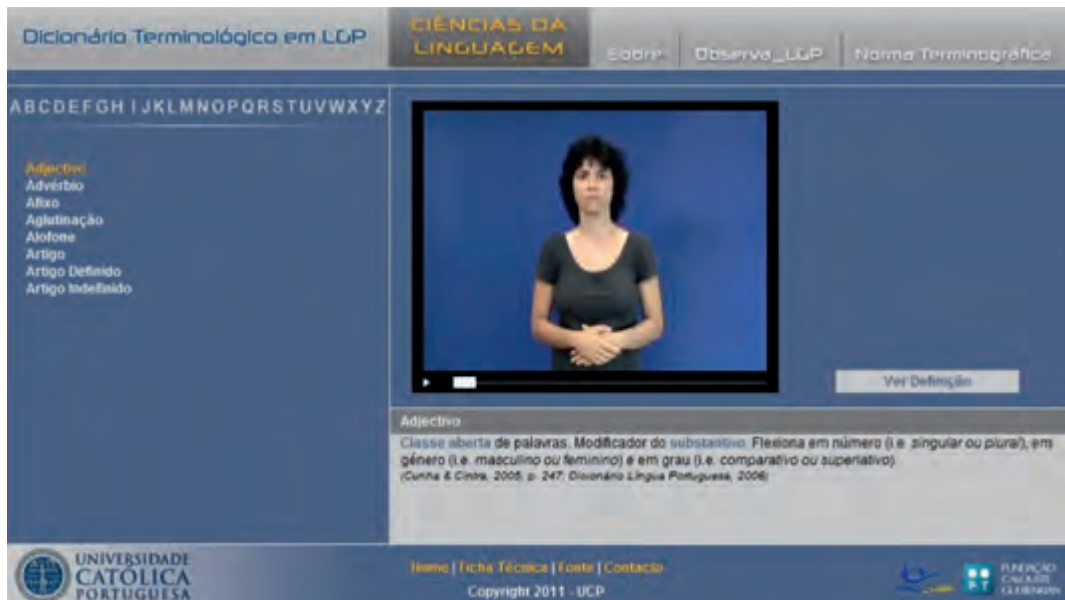 Dicionário Terminológico em LGP
CIÊNCIAS DA
LINGUAGEM
Sobre
Observa_LGP
Norma Terminográfica
A B C D E F G H I J K L M N O P Q R S T U V W X Y Z
Adjectivo
Advérbio
Afixo
Aglutinação
Alofone
Artigo
Artigo Definido
Artigo Indefinido
Ver Definição
Adjectivo
Classe aberta de palavras. Modificador do substantivo. Flexiona em número (i.e. singular ou plural), em
género (i.e. masculino ou feminino) e em grau (i.e. comparativo ou superlativo).
(Cunha & Cintra, 2005, p. 247; Dicionário Língua Portuguesa, 2006)
UNIVERSIDADE
CATÓLICA
PORTUGUESA
Home | Ficha Técnica | Fonte | Contacto
Copyright 2011 - UCP
FUNDAÇÃO
CALOUSTE
GULBENKIAN